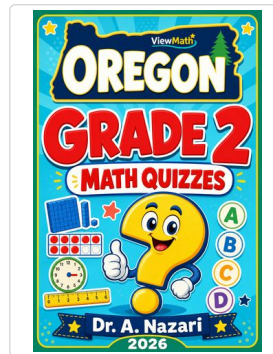 ViewMath
OREGON
GRADE 2
MATH QUIZZES
A
B
C
D
Dr. A. Nazari
2026